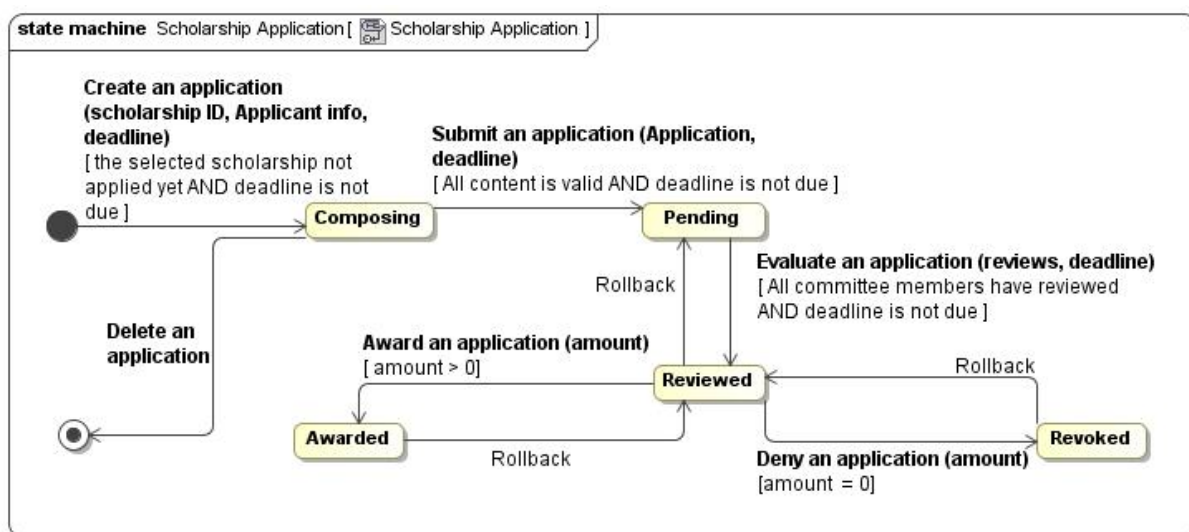 state machine Scholarship Application[ Scholarship Application ]
Create an application
(scholarship ID, Applicant info,
deadline)
[ the selected scholarship not
applied yet AND deadline is not
due ]
Submit an application (Application,
deadline)
[ All content is valid AND deadline is not due ]
Composing
Pending
Evaluate an application (reviews, deadline)
[ All committee members have reviewed
AND deadline is not due ]
Rollback
Delete an
application
Award an application (amount)
[ amount > 0]
Reviewed
Rollback
Awarded
Rollback
Revoked
Deny an application (amount)
[amount = 0]